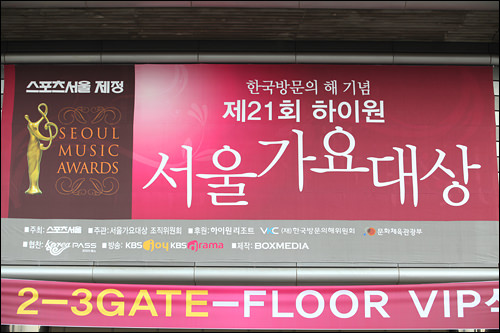 스포츠서울 제정
SEOUL
MUSIC
AWARDS
한국방문의 해 기념
제21회 하이원
서울가요대상
■주최: 스포츠서울 ■주관:서울가요대상 조직위원회 ■후원: 하이원리조트 VC (재)한국방문의해위원회 문화체육관광부
■협찬: PASS ■방송: KBS joy KBS drama ■제작: BOXMEDIA
2-3GATE-FLOOR VIP